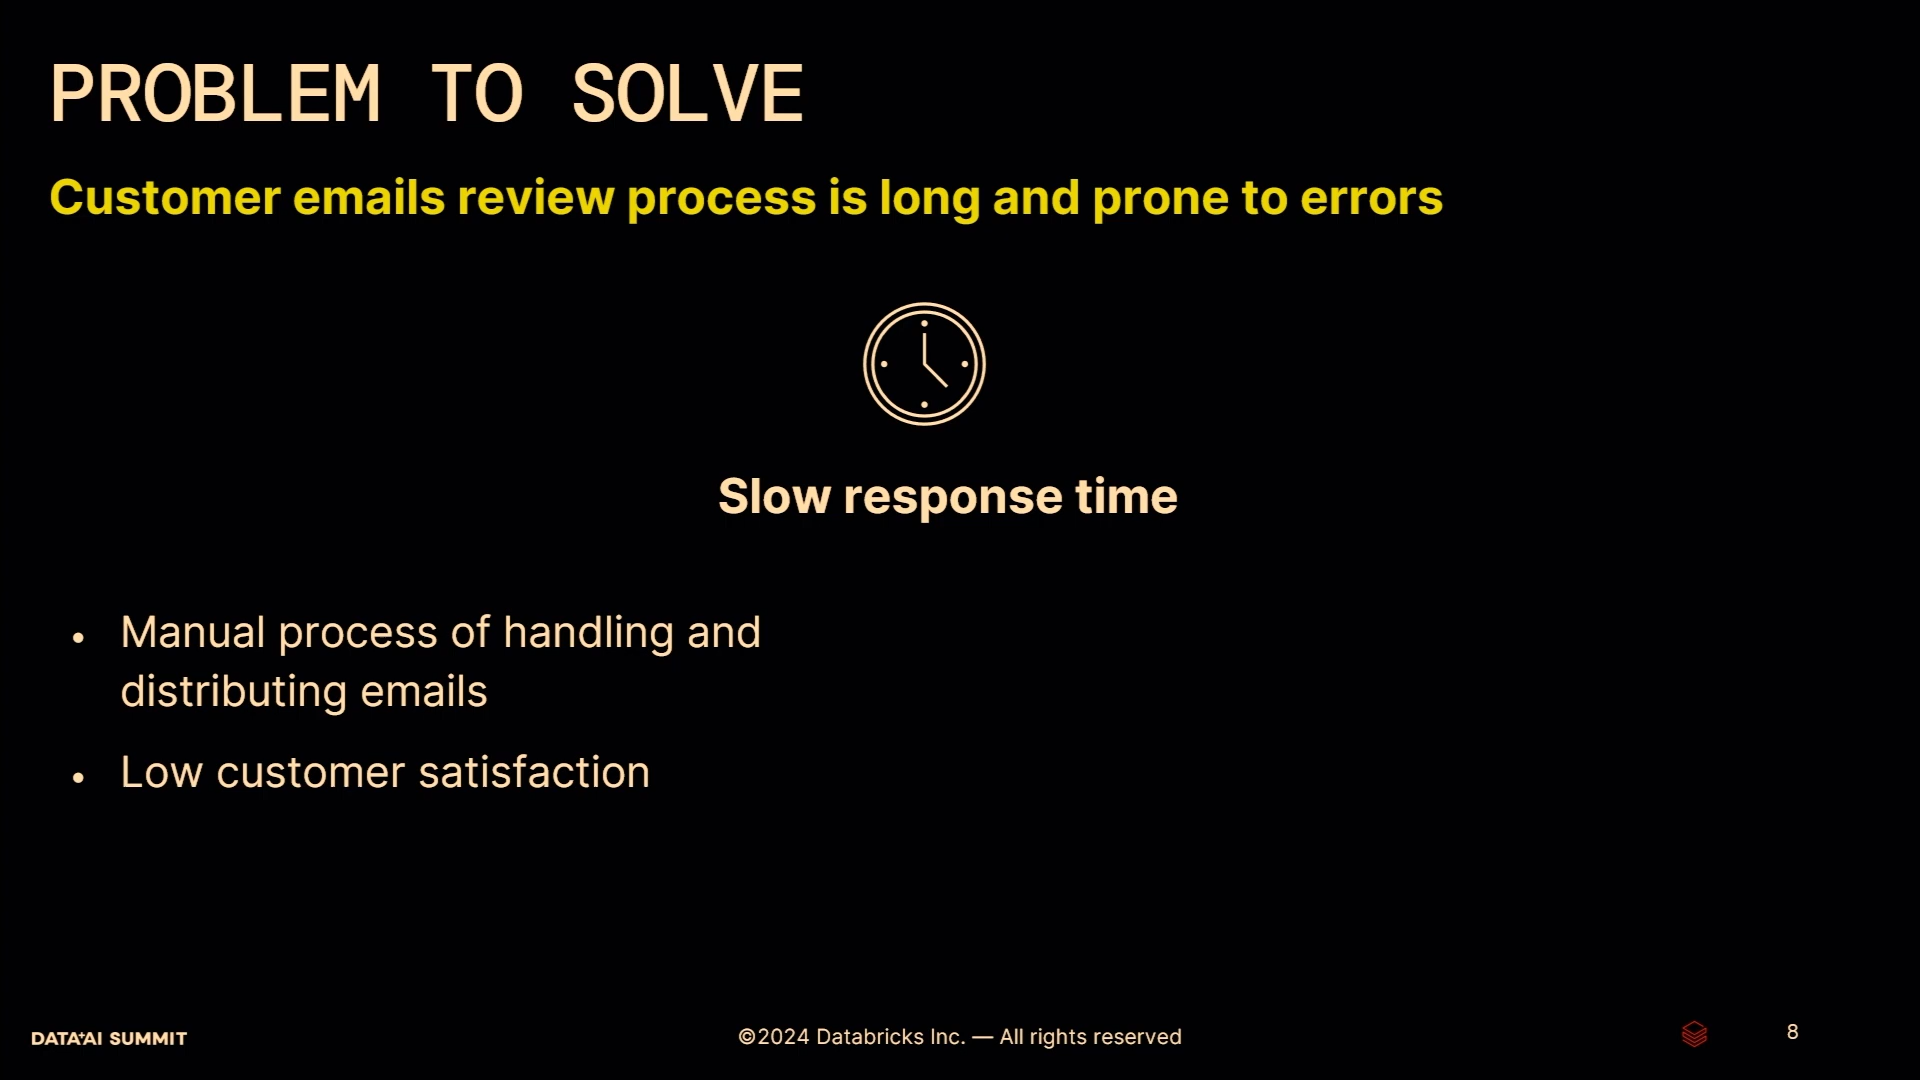 PROBLEM TO SOLVE
Customer emails review process is long and prone to errors
Slow response time
• Manual process of handling and
distributing emails
• Low customer satisfaction
DATA+AI SUMMIT
©2024 Databricks Inc. — All rights reserved
8